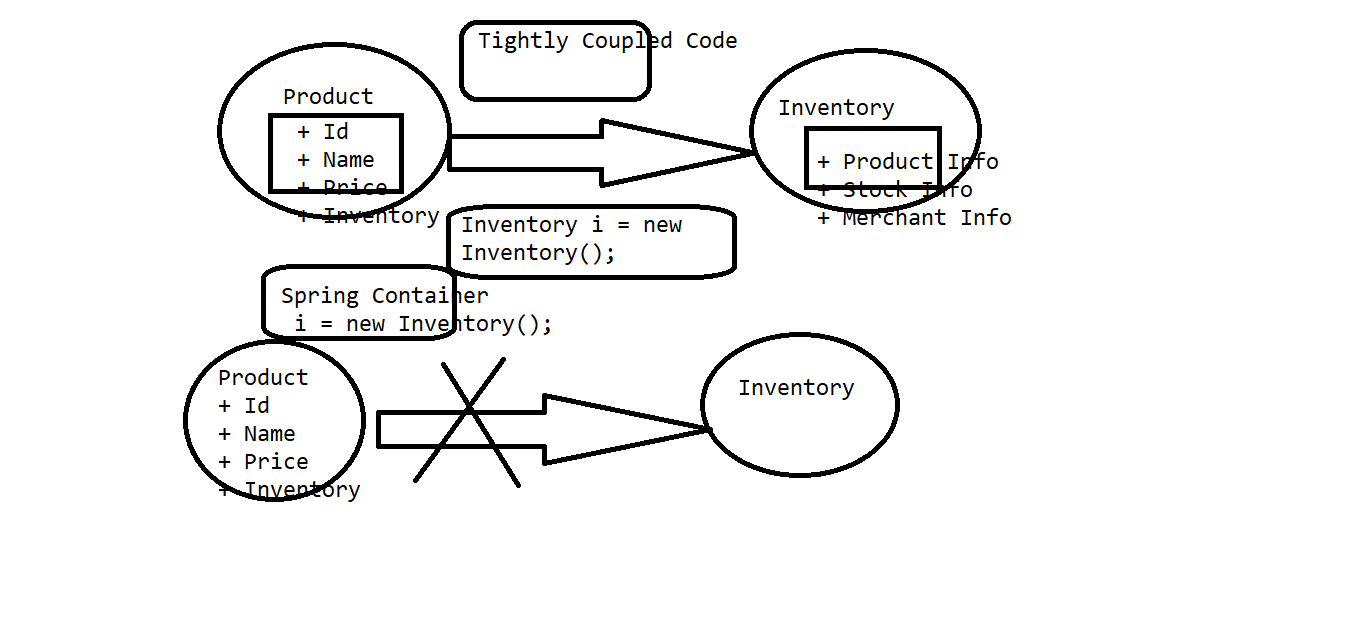 Tightly Coupled Code
Product
+ Id
+ Name
+ Price
+ Inventory
Inventory
+ Product Info
+ Stock Info
+ Merchant Info
Inventory i = new
Inventory();
Spring Container
i = new Inventory();
Product
+ Id
+ Name
+ Price
+ Inventory
Inventory